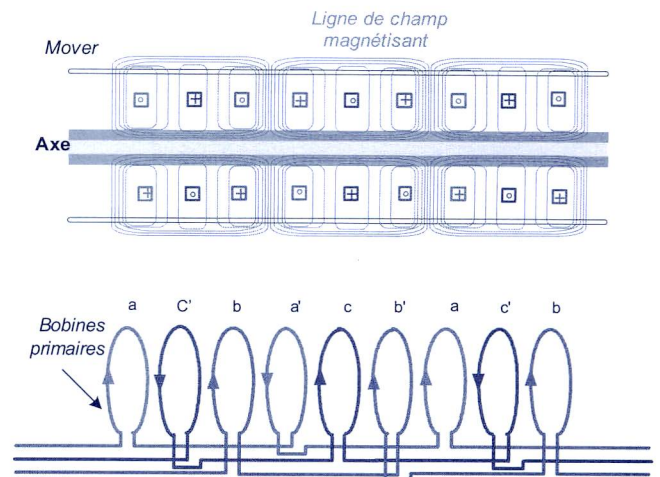 Ligne de champ
magnétisant
Mover
Axe
a C' b a' c b' a c' b
Bobines
primaires